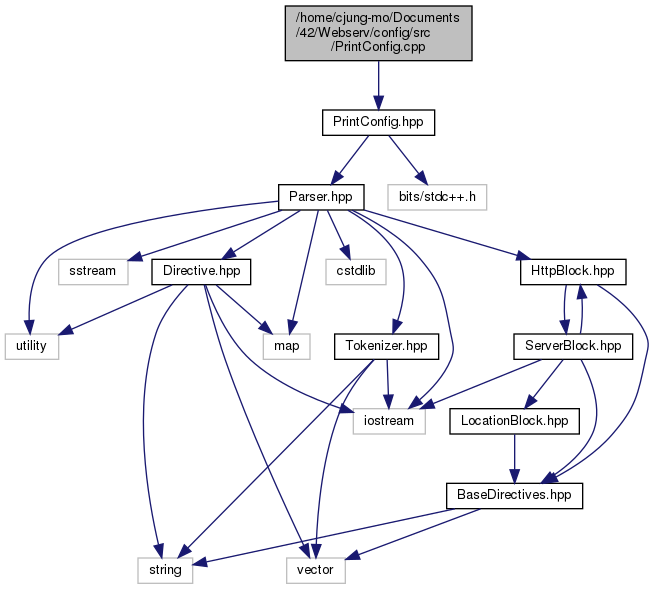 /home/cjung-mo/Documents
/42/Webserv/config/src
/PrintConfig.cpp
PrintConfig.hpp
Parser.hpp
bits/stdc++.h
sstream
Directive.hpp
cstdlib
HttpBlock.hpp
utility
map
Tokenizer.hpp
ServerBlock.hpp
iostream
LocationBlock.hpp
BaseDirectives.hpp
string
vector